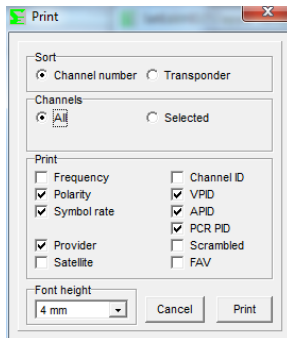 Print
Sort
Channel number Transponder
Channels
All Selected
Print
Frequency Channel ID
Polarity VPID
Symbol rate APID
PCR PID
Provider Scrambled
Satellite FAV
Font height
4 mm Cancel Print